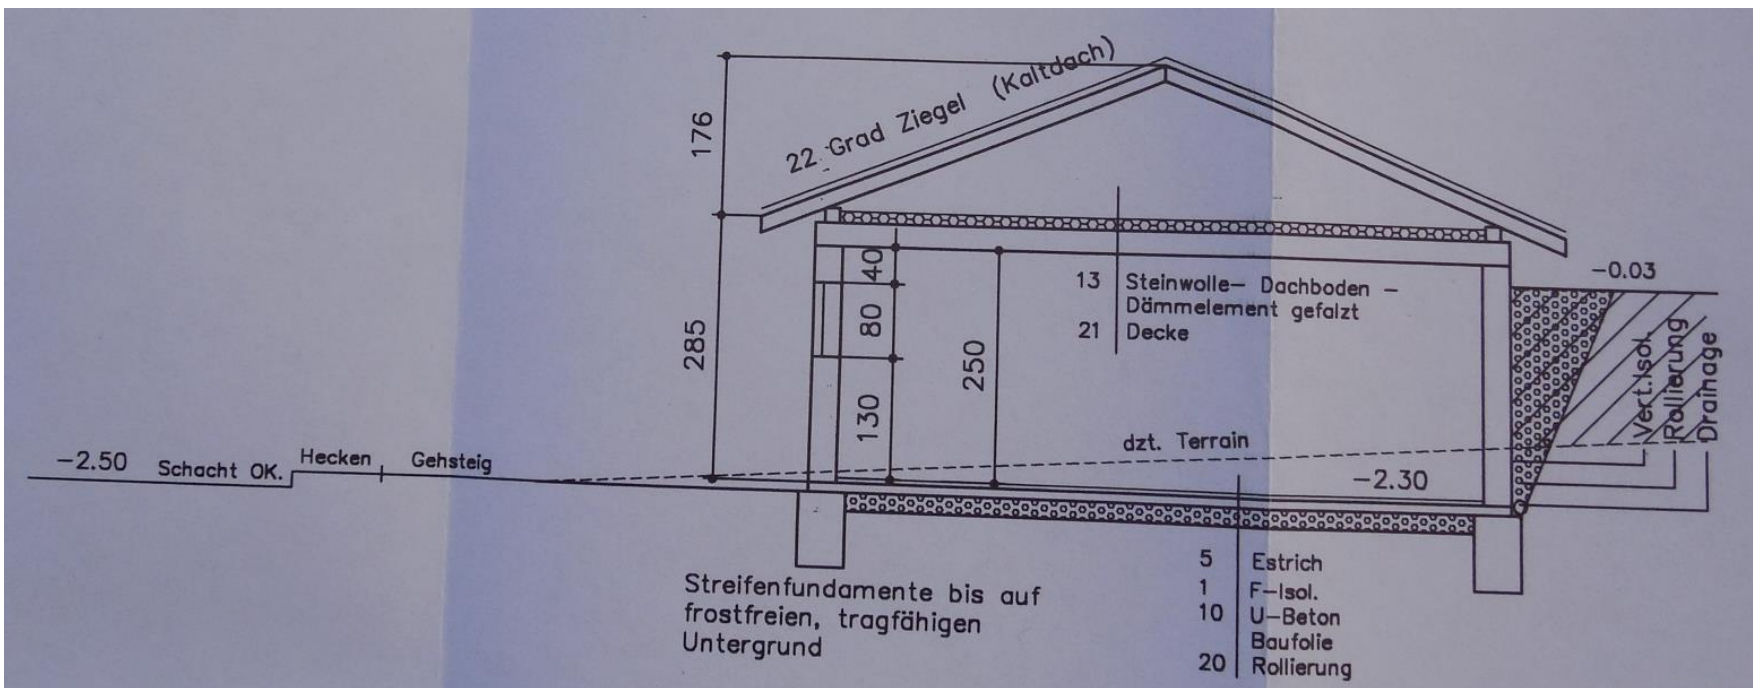 22 Grad Ziegel (Kaltdach)
176
285
40
80
130
250
13 Steinwolle- Dachboden -
Dämmelement gefalzt
21 Decke
-0.03
Vert.Isol.
Rollierung
Drainage
dzt. Terrain
-2.30
-2.50
Schacht OK.
Hecken
Gehsteig
Streifenfundamente bis auf
frostfreien, tragfähigen
Untergrund
5 Estrich
1 F-Isol.
10 U-Beton
Baufolie
20 Rollierung